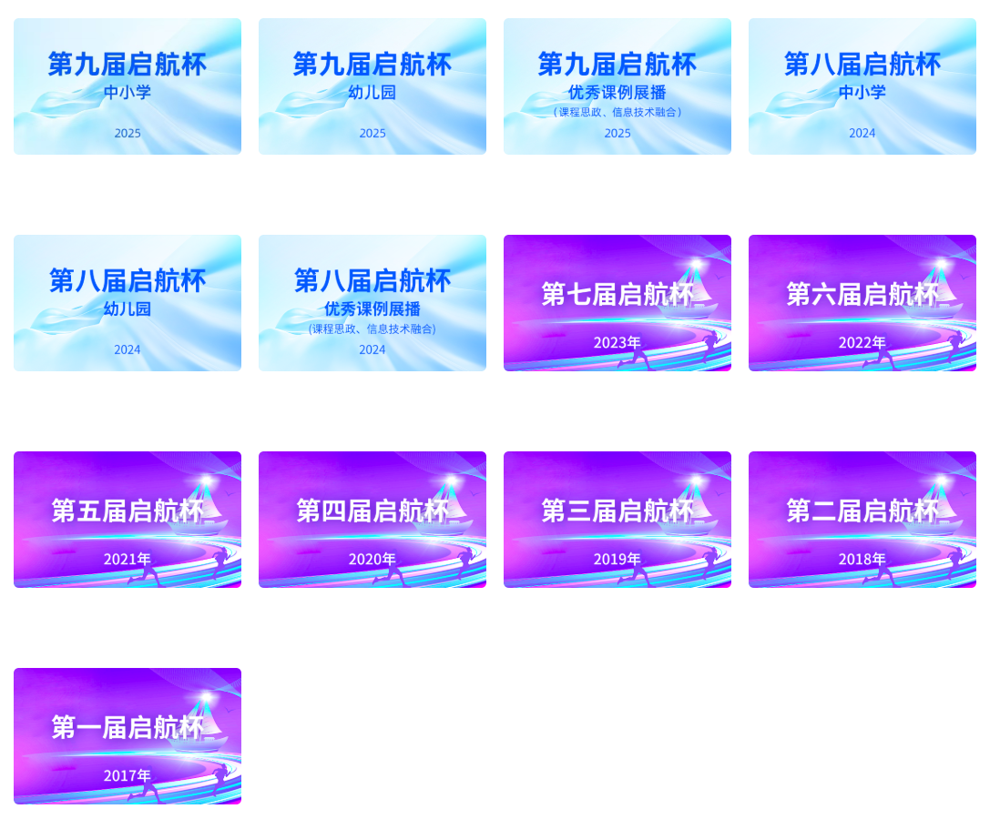 第九届启航杯
中小学
2025
第九届启航杯
幼儿园
2025
第九届启航杯
优秀课例展播
(课程思政、信息技术融合)
2025
第八届启航杯
中小学
2024
第八届启航杯
幼儿园
2024
第八届启航杯
优秀课例展播
(课程思政、信息技术融合)
2024
第七届启航杯
2023年
第六届启航杯
2022年
第五届启航杯
2021年
第四届启航杯
2020年
第三届启航杯
2019年
第二届启航杯
2018年
第一届启航杯
2017年